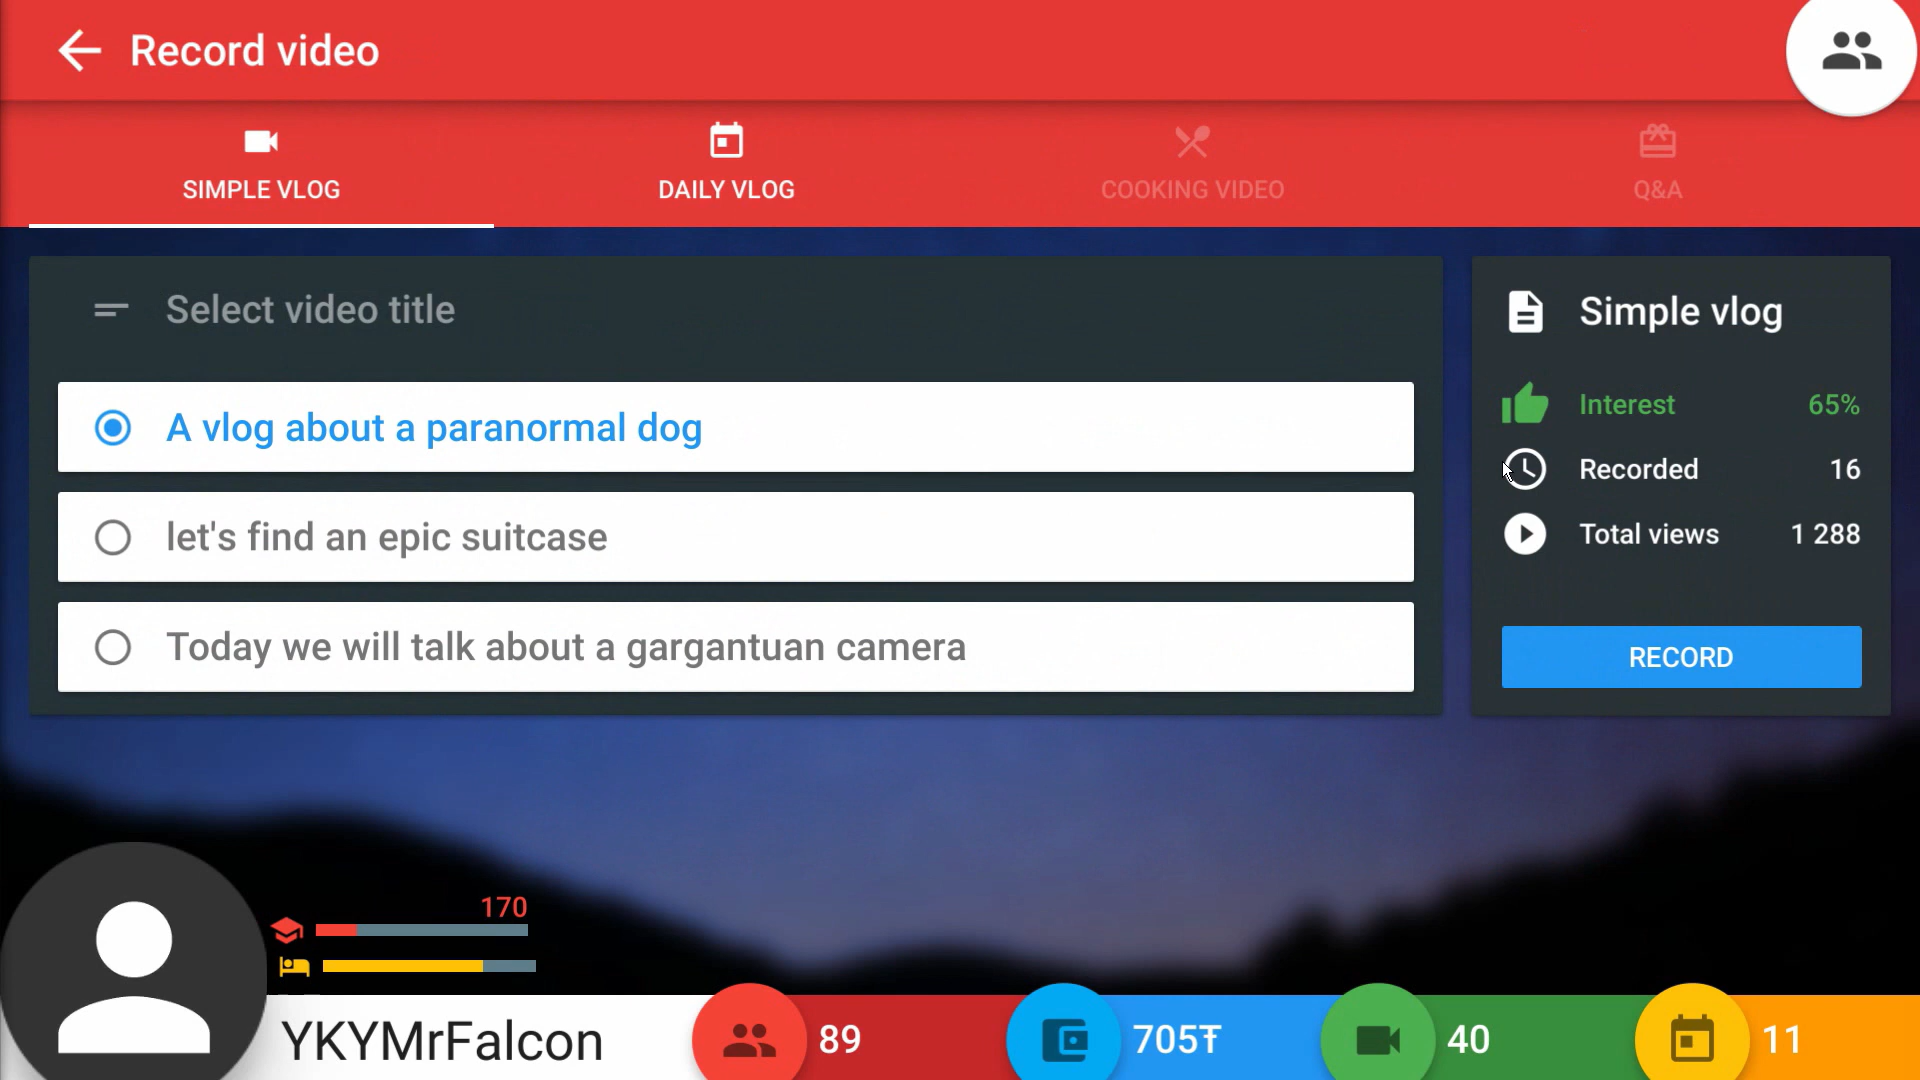 Record video
SIMPLE VLOG
DAILY VLOG
COOKING VIDEO
Q&A
Select video title
A vlog about a paranormal dog
let's find an epic suitcase
Today we will talk about a gargantuan camera
Simple vlog
Interest 65%
Recorded 16
Total views 1 288
RECORD
170
YKYMrFalcon
89
705Ŧ
40
11